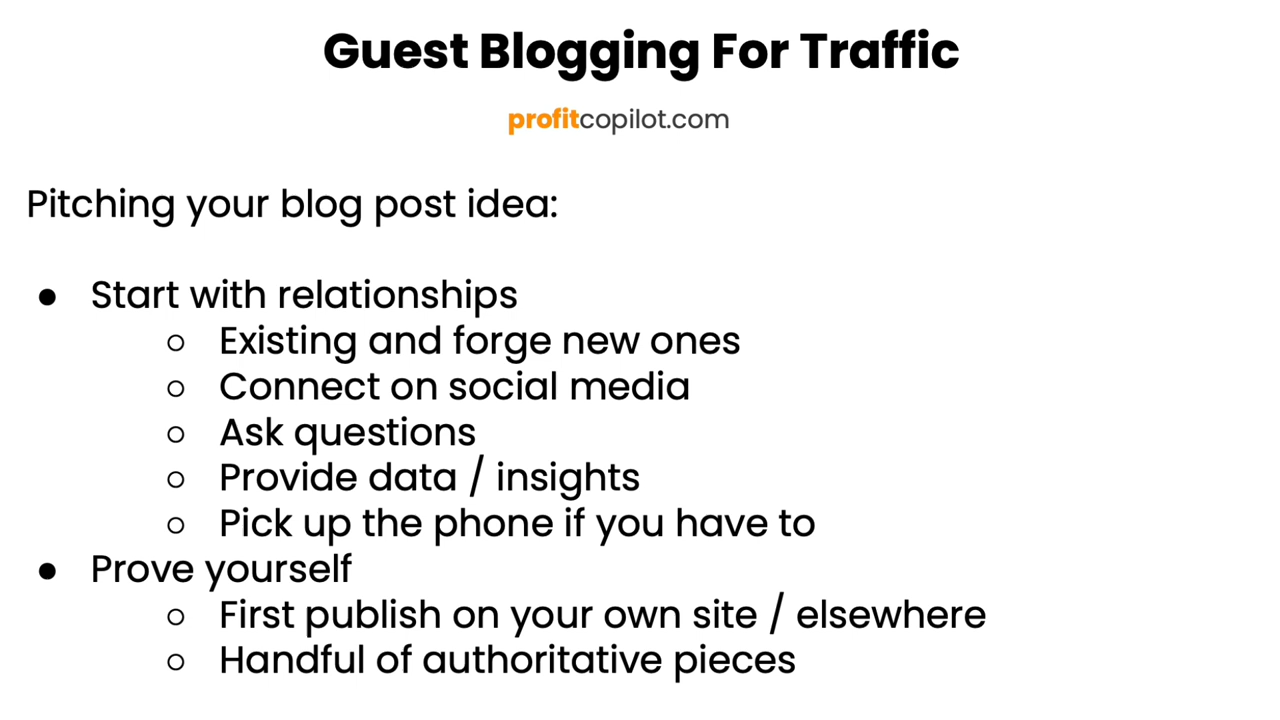 Guest Blogging For Traffic
profitcopilot.com
Pitching your blog post idea:
● Start with relationships
○ Existing and forge new ones
○ Connect on social media
○ Ask questions
○ Provide data / insights
○ Pick up the phone if you have to
● Prove yourself
○ First publish on your own site / elsewhere
○ Handful of authoritative pieces